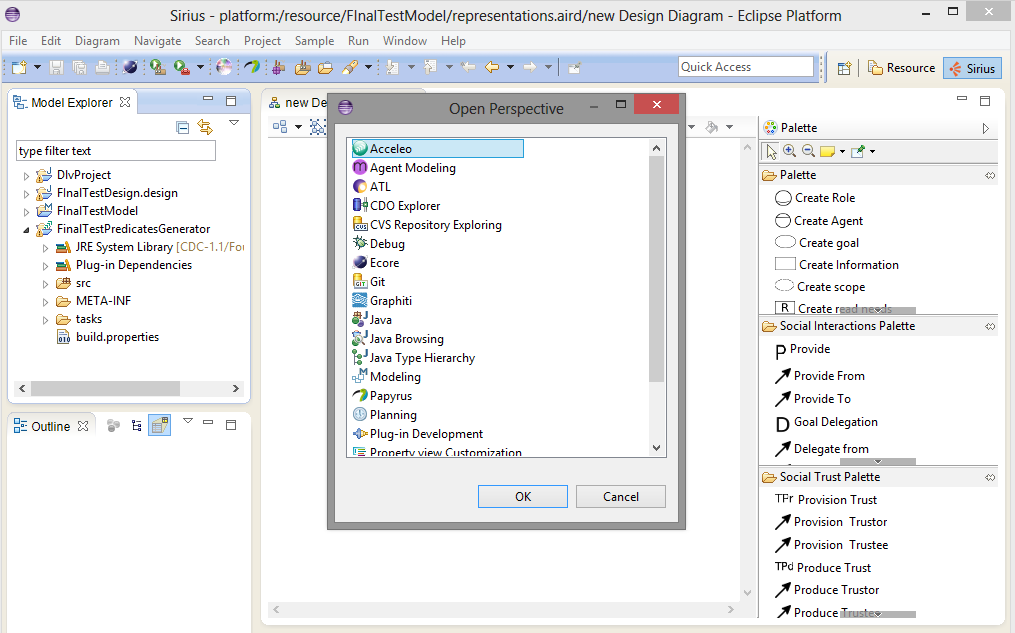 Sirius - platform:/resource/FInalTestModel/representations.aird/new Design Diagram - Eclipse Platform
File Edit Diagram Navigate Search Project Sample Run Window Help
Quick Access
Resource
Sirius
Model Explorer
type filter text
DlvProject
FInalTestDesign.design
FInalTestModel
FInalTestPredicatesGenerator
JRE System Library [CDC-1.1/Fou
Plug-in Dependencies
src
META-INF
tasks
build.properties
Outline
new De
Open Perspective
Acceleo
Agent Modeling
ATL
CDO Explorer
CVS Repository Exploring
Debug
Ecore
Git
Graphiti
Java
Java Browsing
Java Type Hierarchy
Modeling
Papyrus
Planning
Plug-in Development
Property view Customization
OK
Cancel
Palette
Palette
Create Role
Create Agent
Create goal
Create Information
Create scope
R Create read needs
Social Interactions Palette
P Provide
Provide From
Provide To
D Goal Delegation
Delegate from
Social Trust Palette
TFr Provision Trust
Provision Trustor
Provision Trustee
TPd Produce Trust
Produce Trustor
Produce Trustee